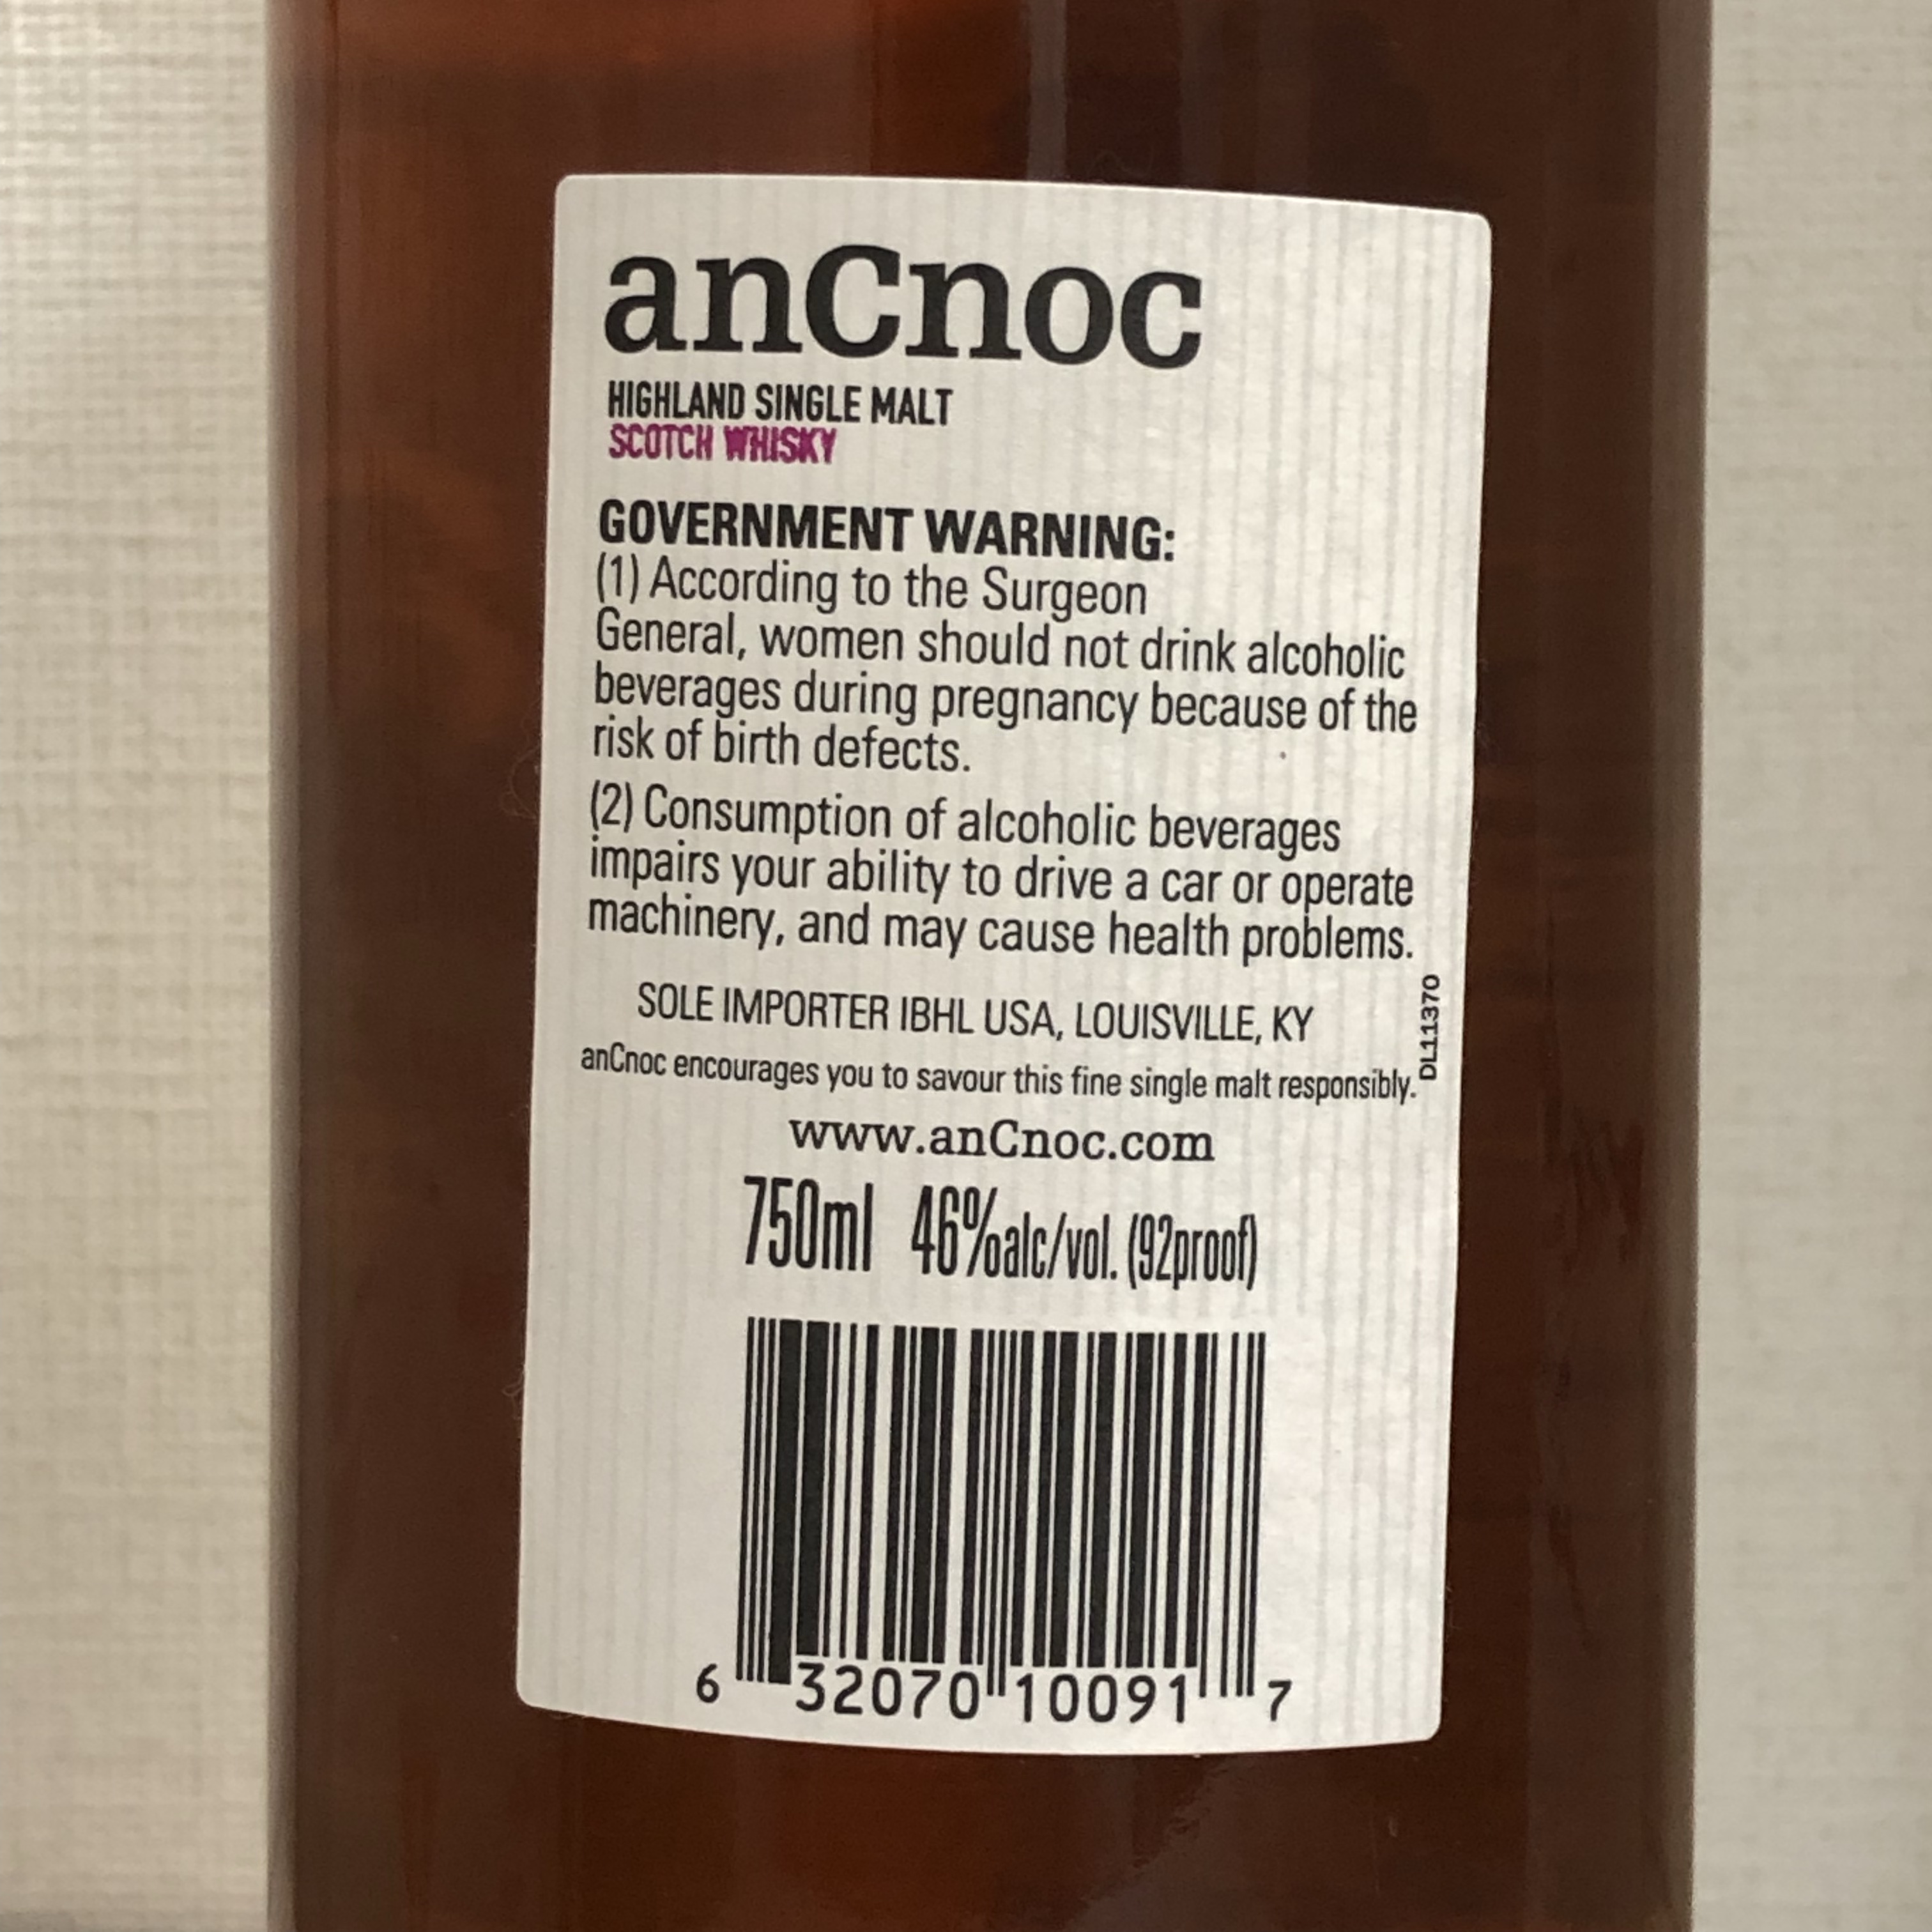 anCnoc
HIGHLAND SINGLE MALT
SCOTCH WHISKY
GOVERNMENT WARNING:
(1) According to the Surgeon
General, women should not drink alcoholic
beverages during pregnancy because of the
risk of birth defects.
(2) Consumption of alcoholic beverages
impairs your ability to drive a car or operate
machinery, and may cause health problems.
SOLE IMPORTER IBHL USA, LOUISVILLE, KY
anCnoc encourages you to savour this fine single malt responsibly.
DL11370
www.anCnoc.com
750ml 46%alc/vol. (92proof)
6 32070 10091 7